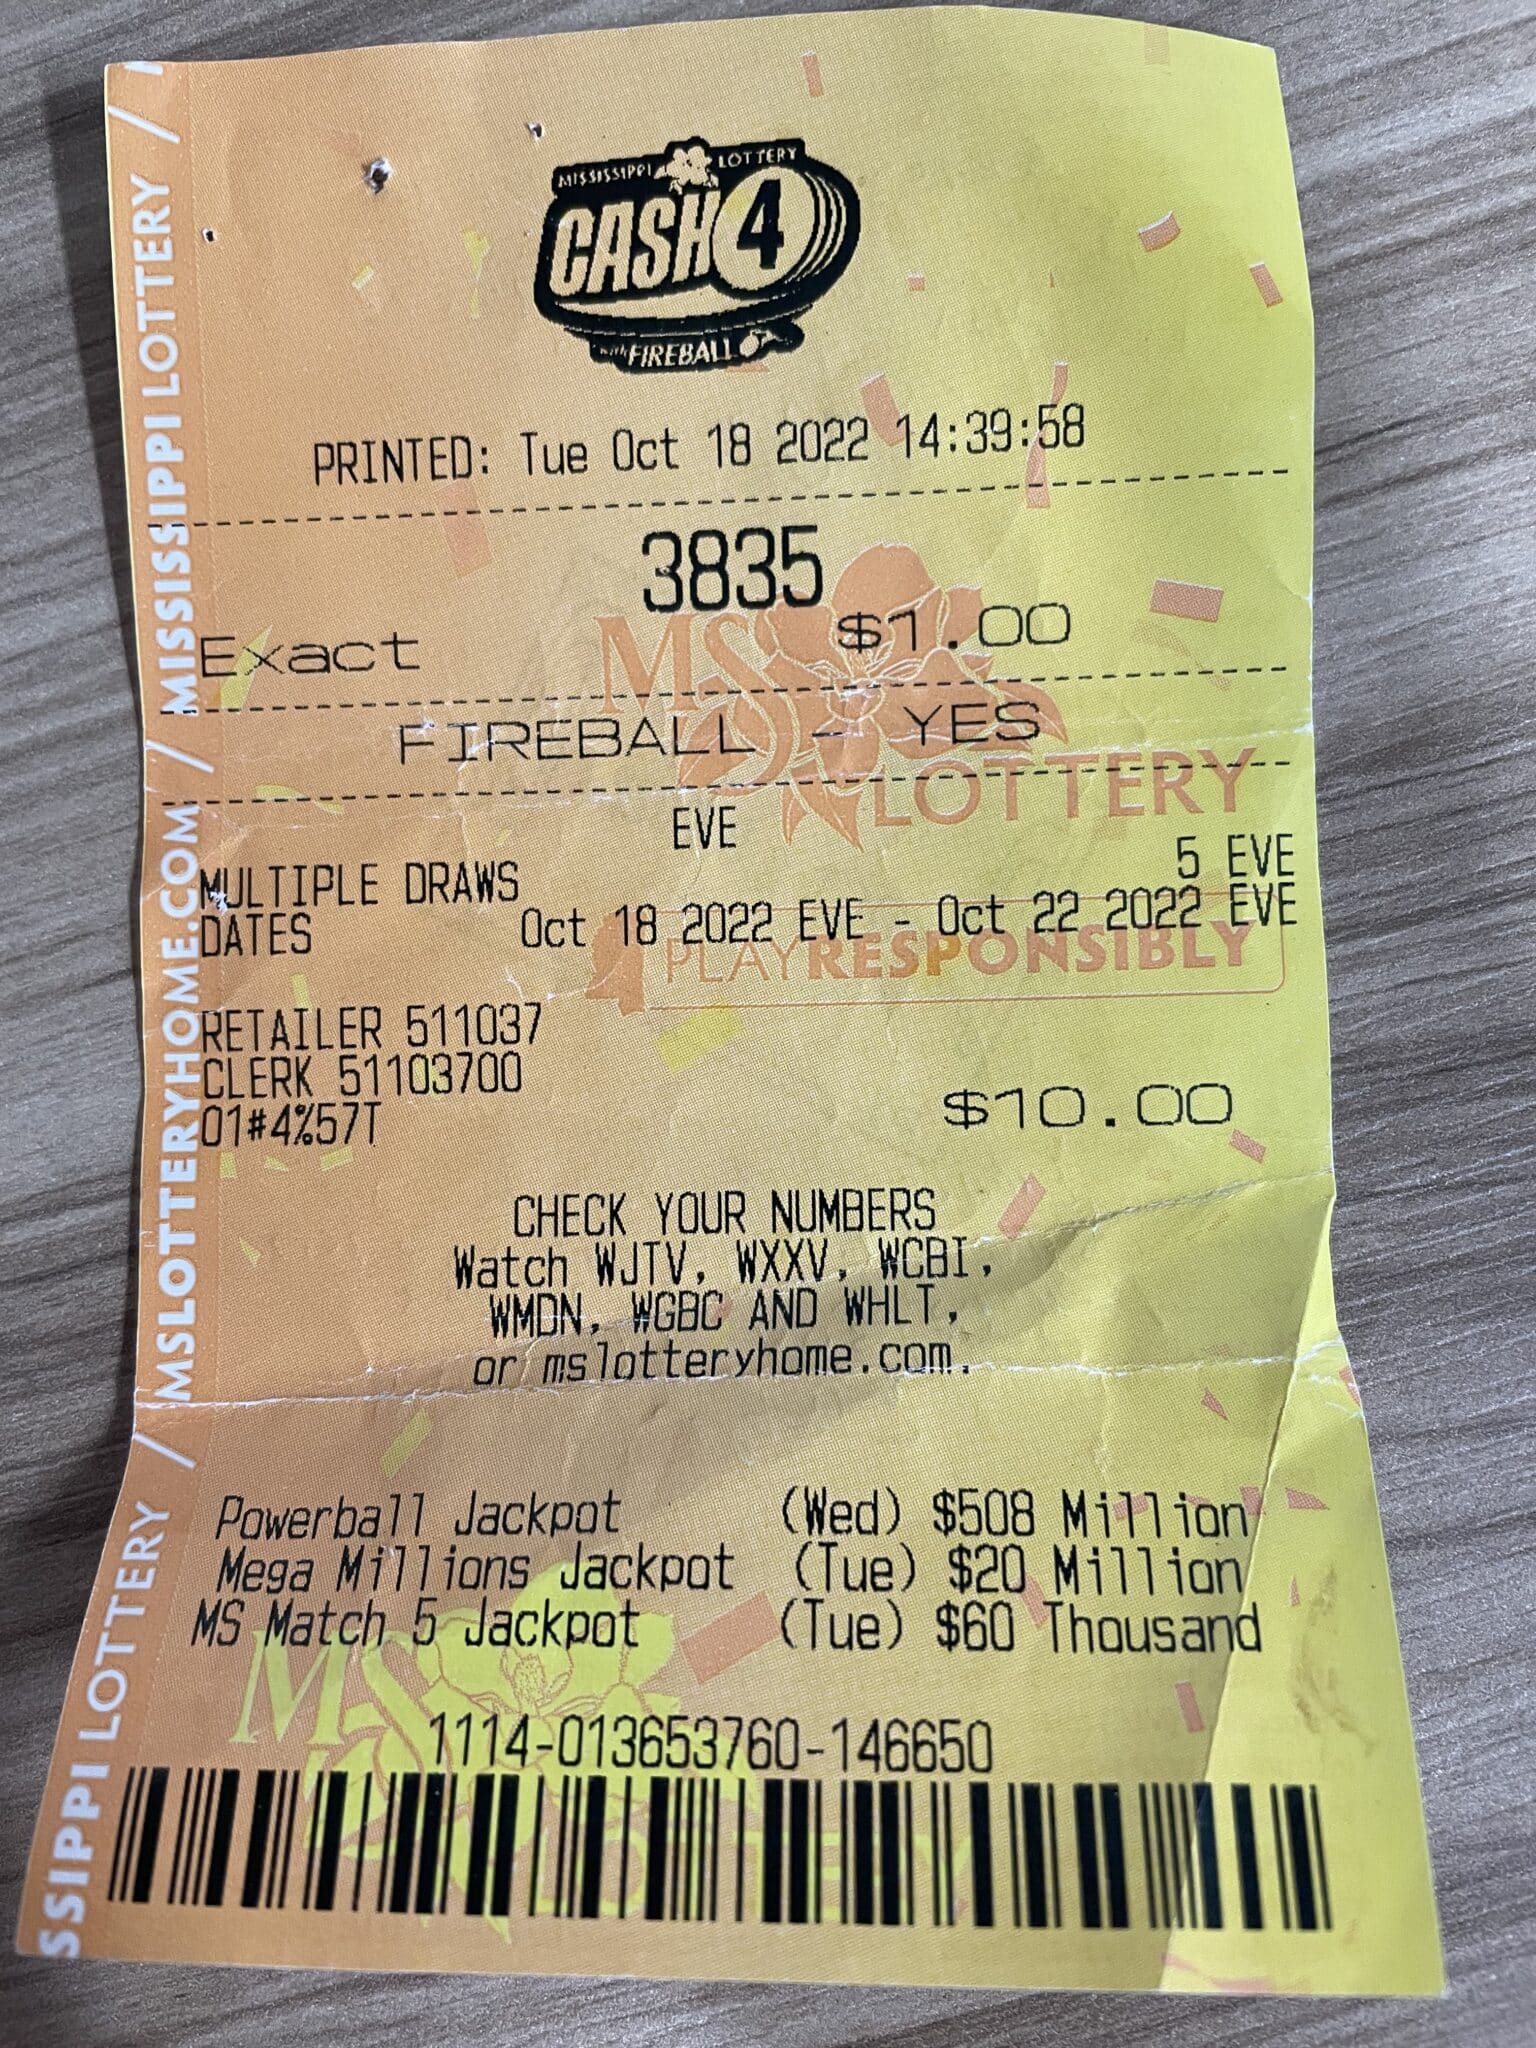 MISSISSIPPI LOTTERY
CASH 4
with FIREBALL
PRINTED: Tue Oct 18 2022 14:39:58
3835
Exact $1.00
FIREBALL - YES
EVE
MULTIPLE DRAWS 5 EVE
DATES Oct 18 2022 EVE - Oct 22 2022 EVE
RETAILER 511037
CLERK 51103700
01#4%57T
$10.00
CHECK YOUR NUMBERS
Watch WJTV, WXXV, WCBI,
WMDN, WGBC AND WHLT,
or mslotteryhome.com.
Powerball Jackpot (Wed) $508 Million
Mega Millions Jackpot (Tue) $20 Million
MS Match 5 Jackpot (Tue) $60 Thousand
1114-013653760-146650
MS LOTTERY
PLAY RESPONSIBLY
MS LOTTERY
SSIPPI LOTTERY / MSLOTTERYHOME.COM / MISSISSIPPI LOTTERY /